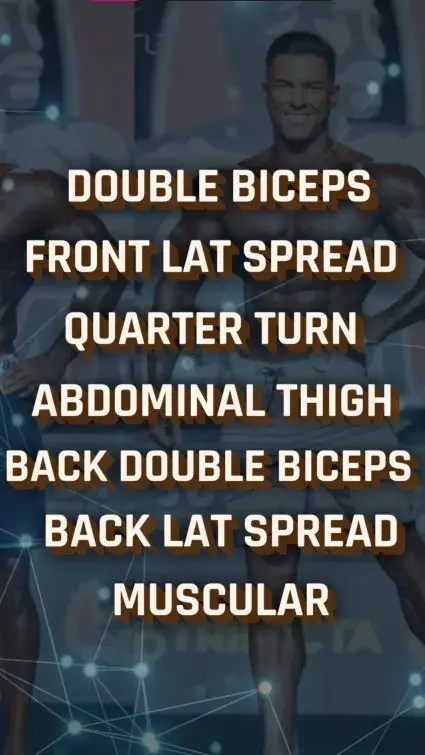 DOUBLE BICEPS
FRONT LAT SPREAD
QUARTER TURN
ABDOMINAL THIGH
BACK DOUBLE BICEPS
BACK LAT SPREAD
MUSCULAR